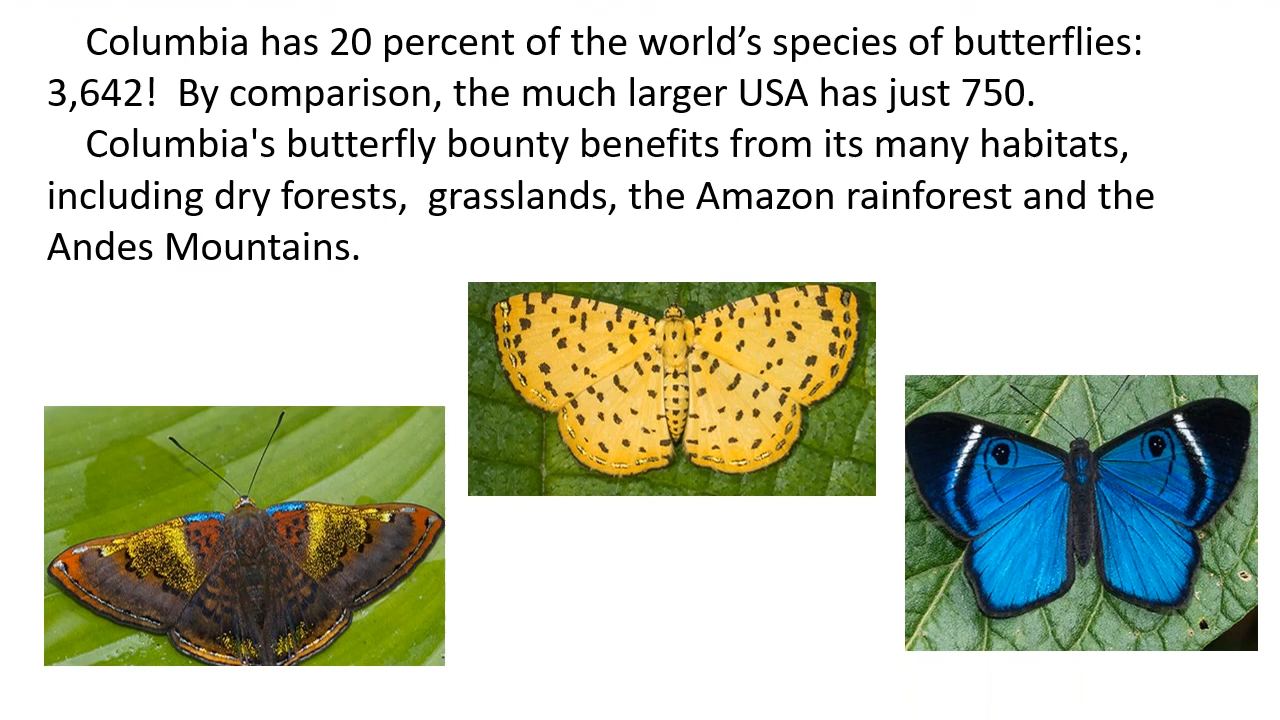 Columbia has 20 percent of the world’s species of butterflies:
3,642!  By comparison, the much larger USA has just 750.
Columbia's butterfly bounty benefits from its many habitats,
including dry forests,  grasslands, the Amazon rainforest and the
Andes Mountains.